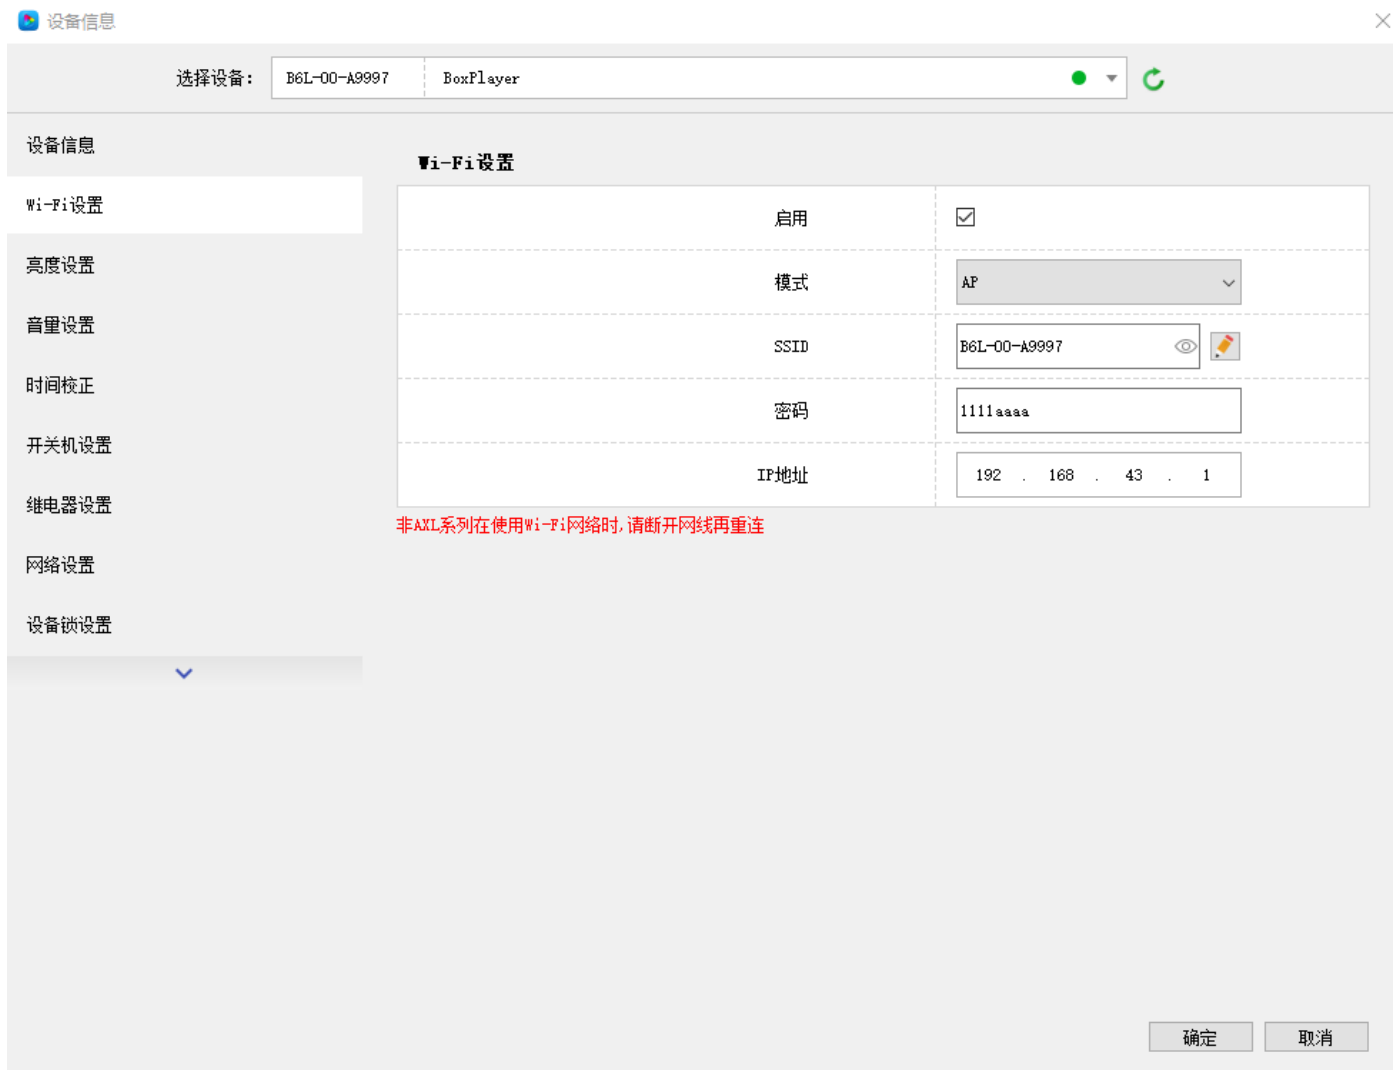 设备信息
选择设备: B6L-00-A9997 BoxPlayer
设备信息
Wi-Fi设置
亮度设置
音量设置
时间校正
开关机设置
继电器设置
网络设置
设备锁设置
Wi-Fi设置
启用
模式 AP
SSID B6L-00-A9997
密码 1111aaaa
IP地址 192 . 168 . 43 . 1
非AXL系列在使用Wi-Fi网络时,请断开网线再重连
确定 取消